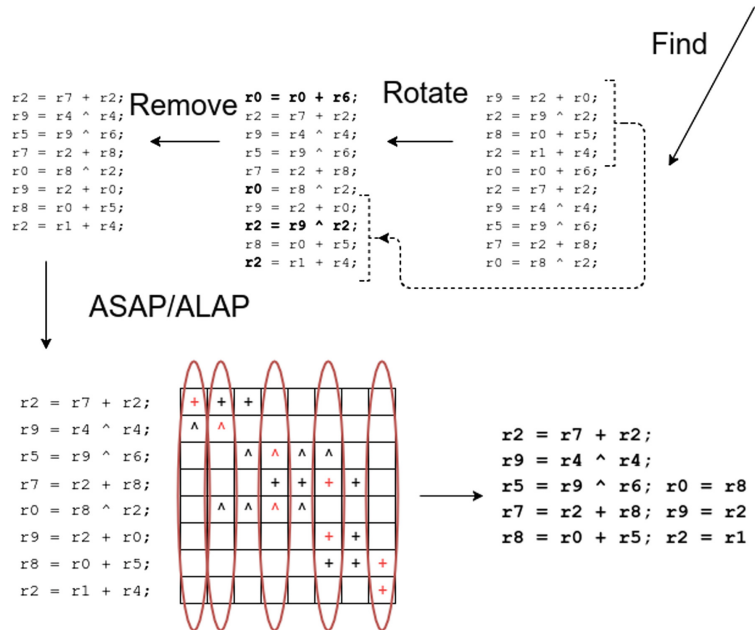 Find
Rotate
Remove
r2 = r7 + r2;
r9 = r4 ^ r4;
r5 = r9 ^ r6;
r7 = r2 + r8;
r0 = r8 ^ r2;
r9 = r2 + r0;
r8 = r0 + r5;
r2 = r1 + r4;
r0 = r0 + r6;
r2 = r7 + r2;
r9 = r4 ^ r4;
r5 = r9 ^ r6;
r7 = r2 + r8;
r0 = r8 ^ r2;
r9 = r2 + r0;
r2 = r9 ^ r2;
r8 = r0 + r5;
r2 = r1 + r4;
r9 = r2 + r0;
r2 = r9 ^ r2;
r8 = r0 + r5;
r2 = r1 + r4;
r0 = r0 + r6;
r2 = r7 + r2;
r9 = r4 ^ r4;
r5 = r9 ^ r6;
r7 = r2 + r8;
r0 = r8 ^ r2;
ASAP/ALAP
r2 = r7 + r2;
r9 = r4 ^ r4;
r5 = r9 ^ r6;
r7 = r2 + r8;
r0 = r8 ^ r2;
r9 = r2 + r0;
r8 = r0 + r5;
r2 = r1 + r4;
+ + +
^ ^
^ ^ ^ ^
+ + + +
^ ^ ^ ^
+ +
+ + +
+
r2 = r7 + r2;
r9 = r4 ^ r4;
r5 = r9 ^ r6; r0 = r8
r7 = r2 + r8; r9 = r2
r8 = r0 + r5; r2 = r1